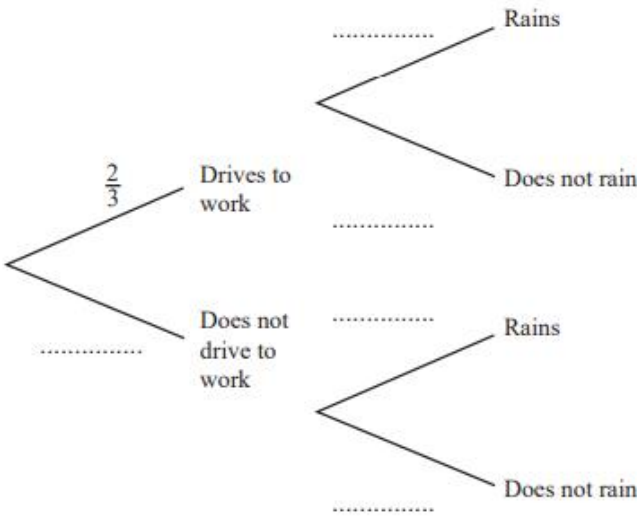 Rains
2
3
Drives to
work
Does not rain
Does not
drive to
work
Rains
Does not rain